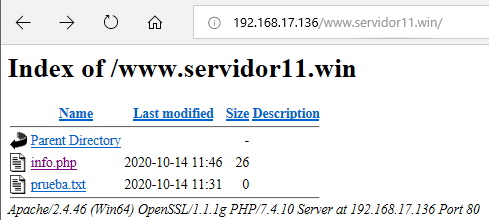 192.168.17.136/www.servidor11.win/
Index of /www.servidor11.win
Name Last modified Size Description
Parent Directory -
info.php 2020-10-14 11:46 26
prueba.txt 2020-10-14 11:31 0
Apache/2.4.46 (Win64) OpenSSL/1.1.1g PHP/7.4.10 Server at 192.168.17.136 Port 80